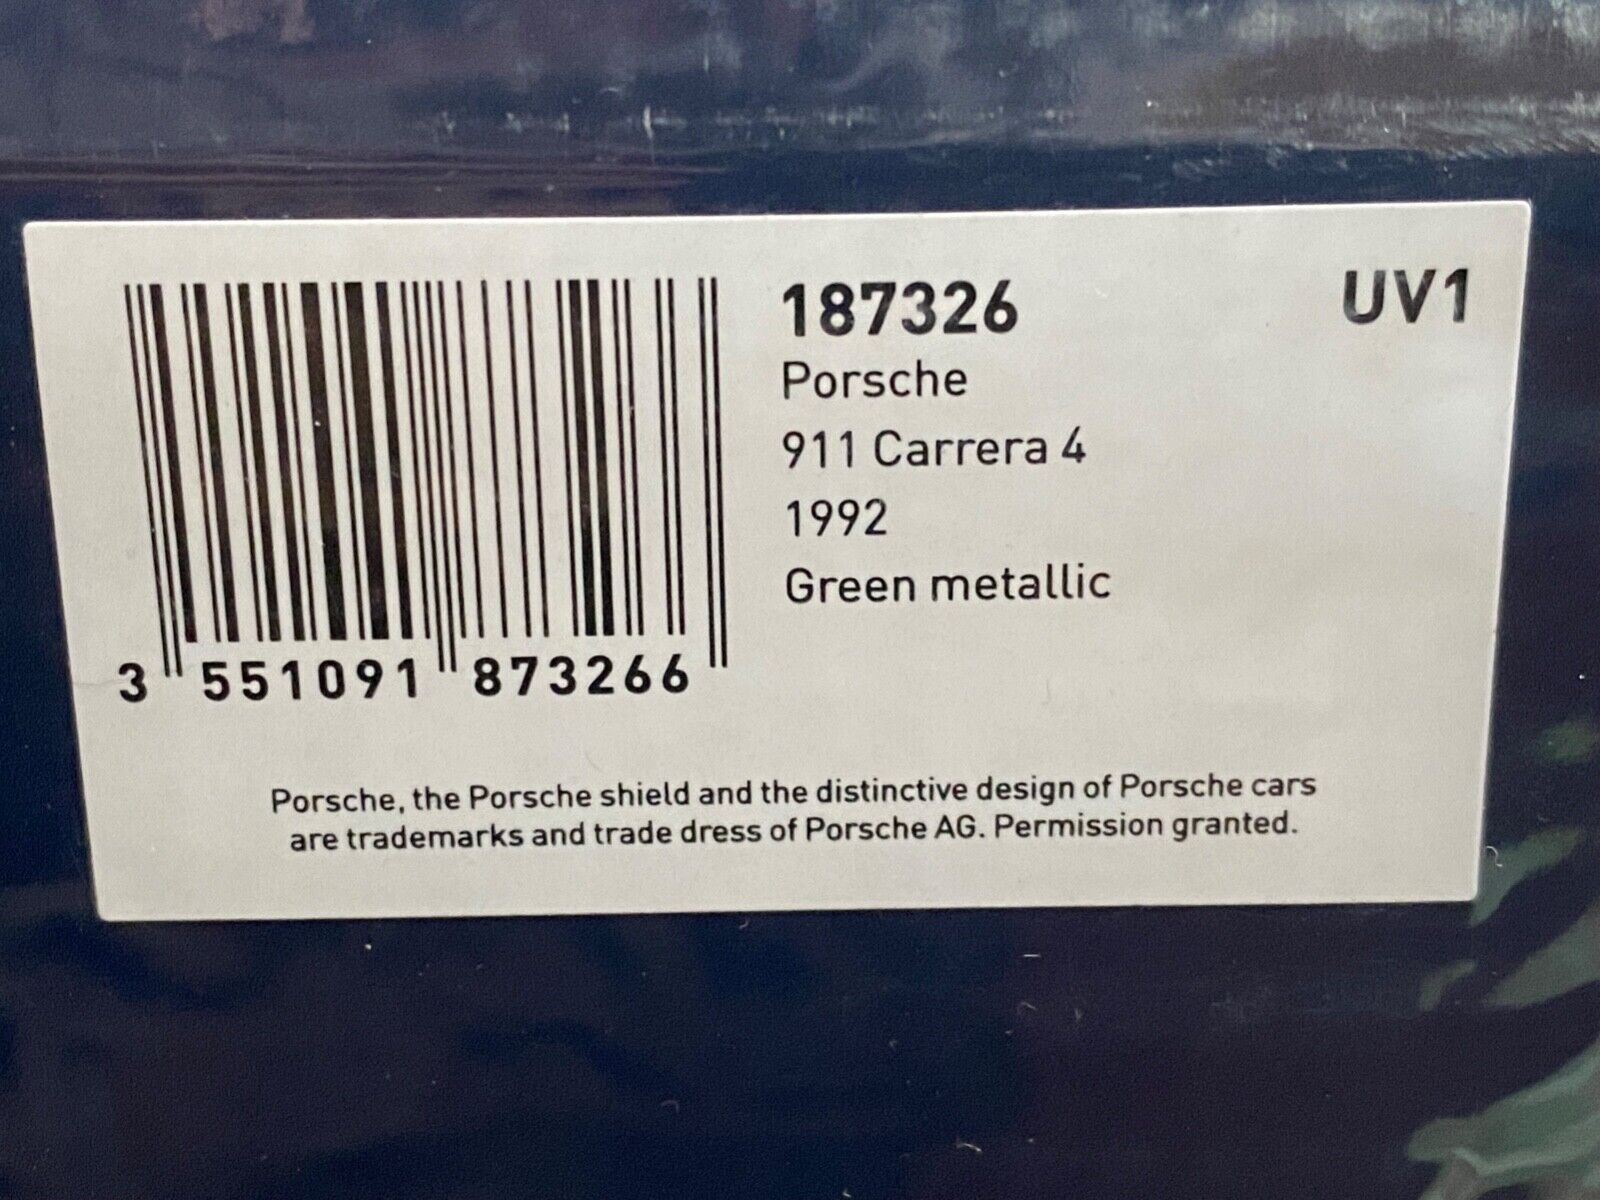 187326
UV1
Porsche
911 Carrera 4
1992
Green metallic
3 551091 873266
Porsche, the Porsche shield and the distinctive design of Porsche cars
are trademarks and trade dress of Porsche AG. Permission granted.